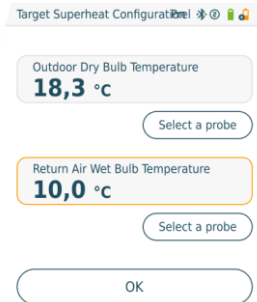 Target Superheat Configuration
Outdoor Dry Bulb Temperature
18,3 °C
Select a probe
Return Air Wet Bulb Temperature
10,0 °C
Select a probe
OK